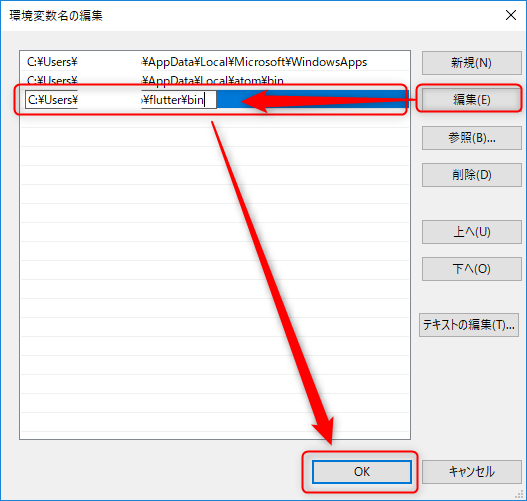 環境変数名の編集
C:¥Users¥ ¥AppData¥Local¥Microsoft¥WindowsApps
C:¥Users¥ ¥AppData¥Local¥atom¥bin
C:¥Users¥ ¥flutter¥bin
新規(N)
編集(E)
参照(B)...
削除(D)
上へ(U)
下へ(O)
テキストの編集(T)...
OK
キャンセル